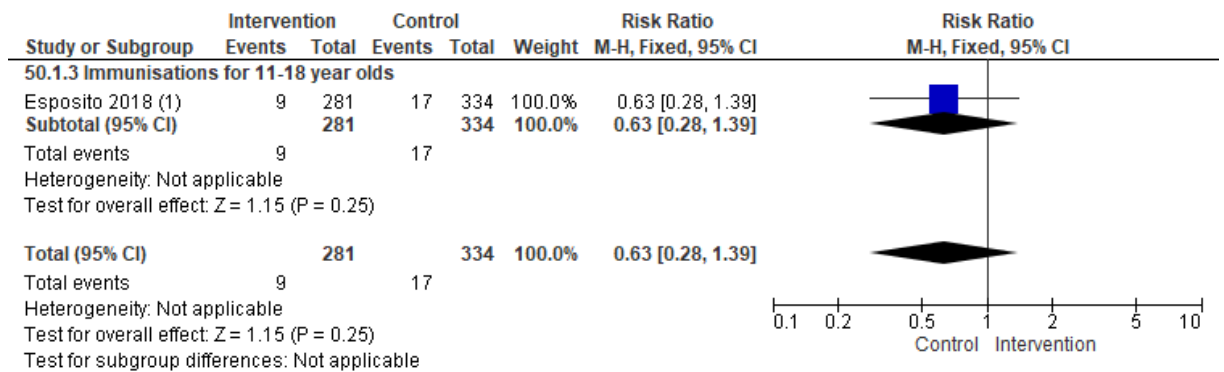 Intervention Control Risk Ratio Risk Ratio
Study or Subgroup Events Total Events Total Weight M-H, Fixed, 95% CI M-H, Fixed, 95% CI
50.1.3 Immunisations for 11-18 year olds
Esposito 2018 (1) 9 281 17 334 100.0% 0.63 [0.28, 1.39]
Subtotal (95% CI) 281 334 100.0% 0.63 [0.28, 1.39]
Total events 9 17
Heterogeneity: Not applicable
Test for overall effect: Z = 1.15 (P = 0.25)
Total (95% CI) 281 334 100.0% 0.63 [0.28, 1.39]
Total events 9 17
Heterogeneity: Not applicable
Test for overall effect: Z = 1.15 (P = 0.25)
Test for subgroup differences: Not applicable
0.1 0.2 0.5 1 2 5 10
Control Intervention